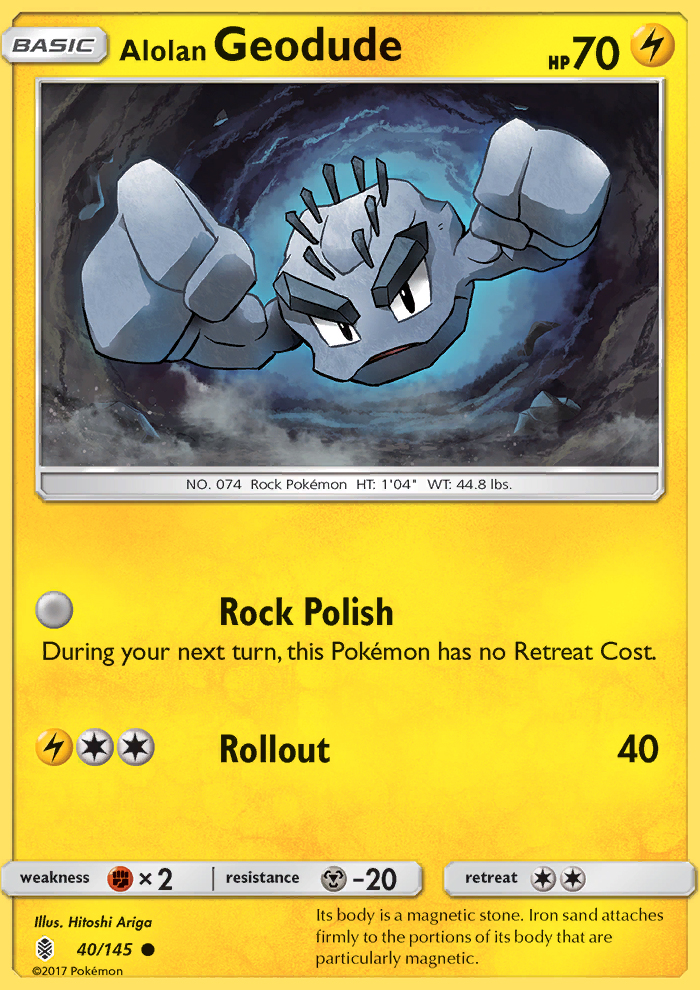 BASIC Alolan Geodude HP 70
NO. 074 Rock Pokémon HT: 1'04" WT: 44.8 lbs.
Rock Polish
During your next turn, this Pokémon has no Retreat Cost.
Rollout 40
weakness ×2 resistance -20 retreat
Illus. Hitoshi Ariga
40/145
©2017 Pokémon
Its body is a magnetic stone. Iron sand attaches
firmly to the portions of its body that are
particularly magnetic.